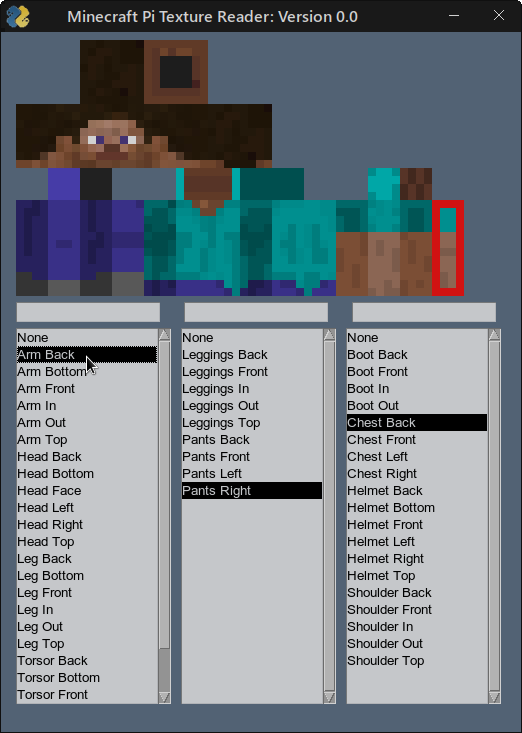 Minecraft Pi Texture Reader: Version 0.0
None
Arm Back
Arm Bottom
Arm Front
Arm In
Arm Out
Arm Top
Head Back
Head Bottom
Head Face
Head Left
Head Right
Head Top
Leg Back
Leg Bottom
Leg Front
Leg In
Leg Out
Leg Top
Torsor Back
Torsor Bottom
Torsor Front
None
Leggings Back
Leggings Front
Leggings In
Leggings Out
Leggings Top
Pants Back
Pants Front
Pants Left
Pants Right
None
Boot Back
Boot Front
Boot In
Boot Out
Chest Back
Chest Front
Chest Left
Chest Right
Helmet Back
Helmet Bottom
Helmet Front
Helmet Left
Helmet Right
Helmet Top
Shoulder Back
Shoulder Front
Shoulder In
Shoulder Out
Shoulder Top